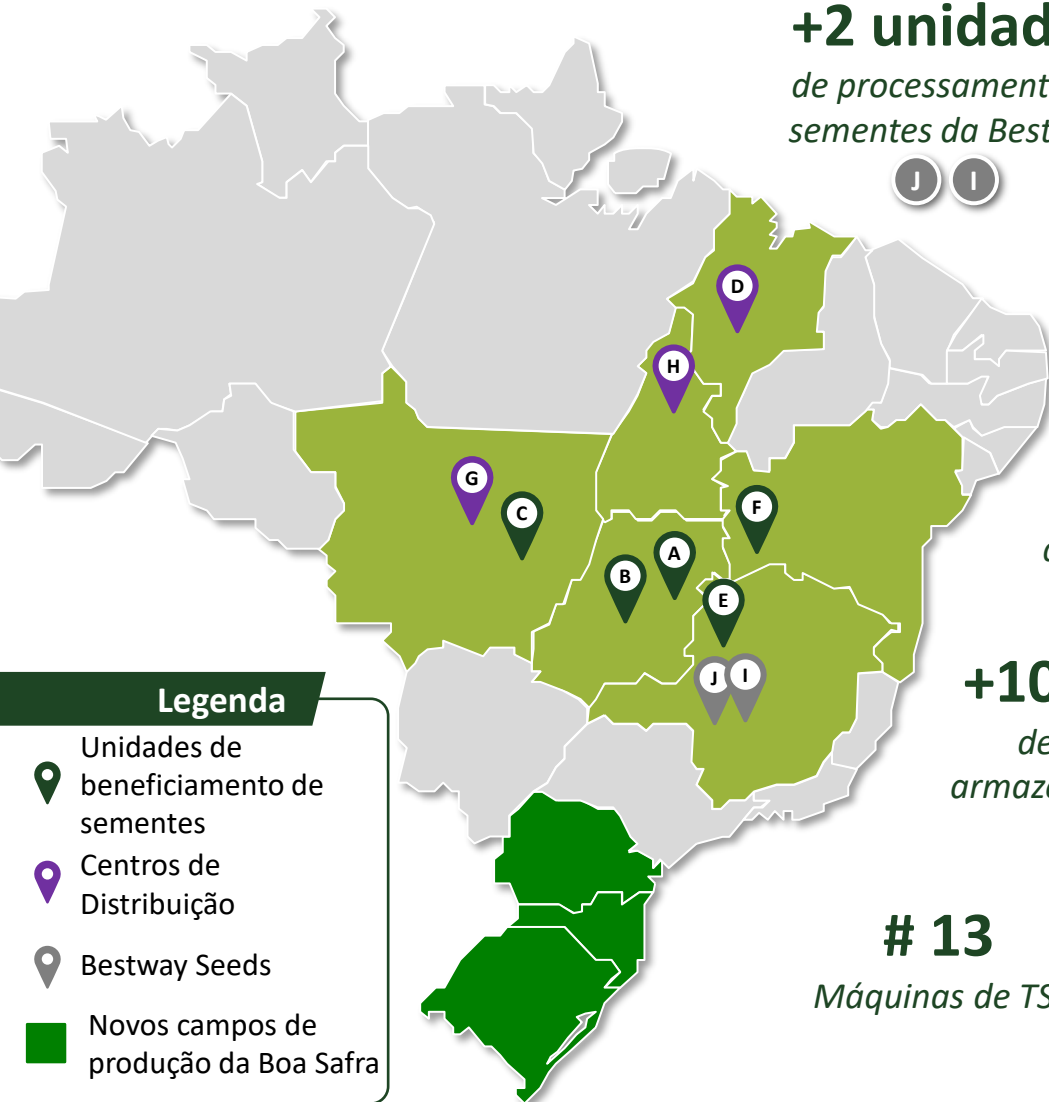 +2 unidad
de processament
sementes da Best
J I
D
H
G
C
F
A
B
E
J I
+10
de
armaz
Legenda
Unidades de
beneficiamento de
sementes
Centros de
Distribuição
Bestway Seeds
Novos campos de
produção da Boa Safra
# 13
Máquinas de TS